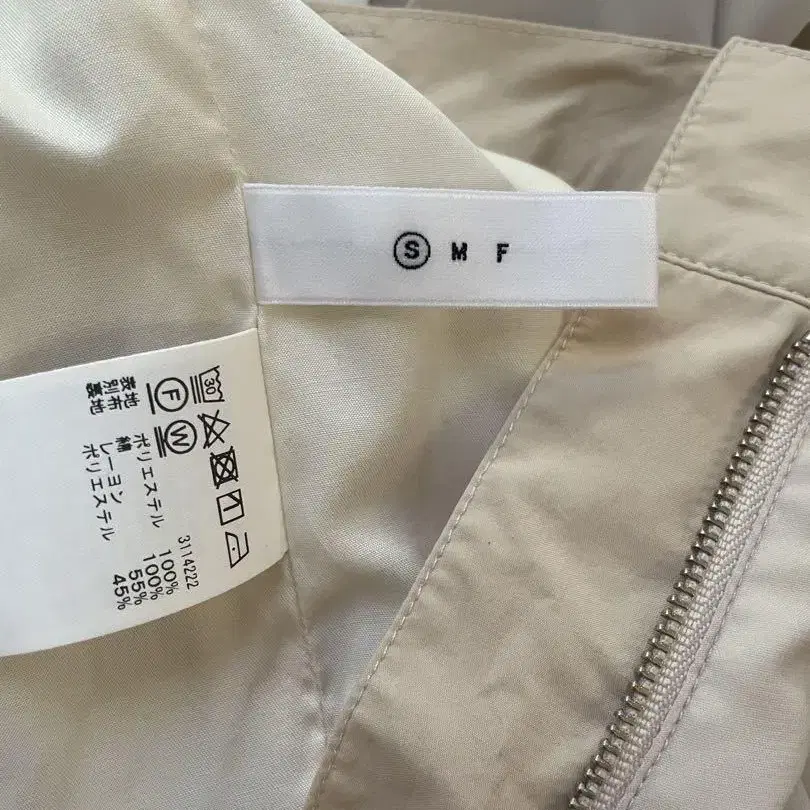 S M F
3114222
表地 ポリエステル 100%
別布 綿 100%
裏地 レーヨン 55%
ポリエステル 45%
30
F
W